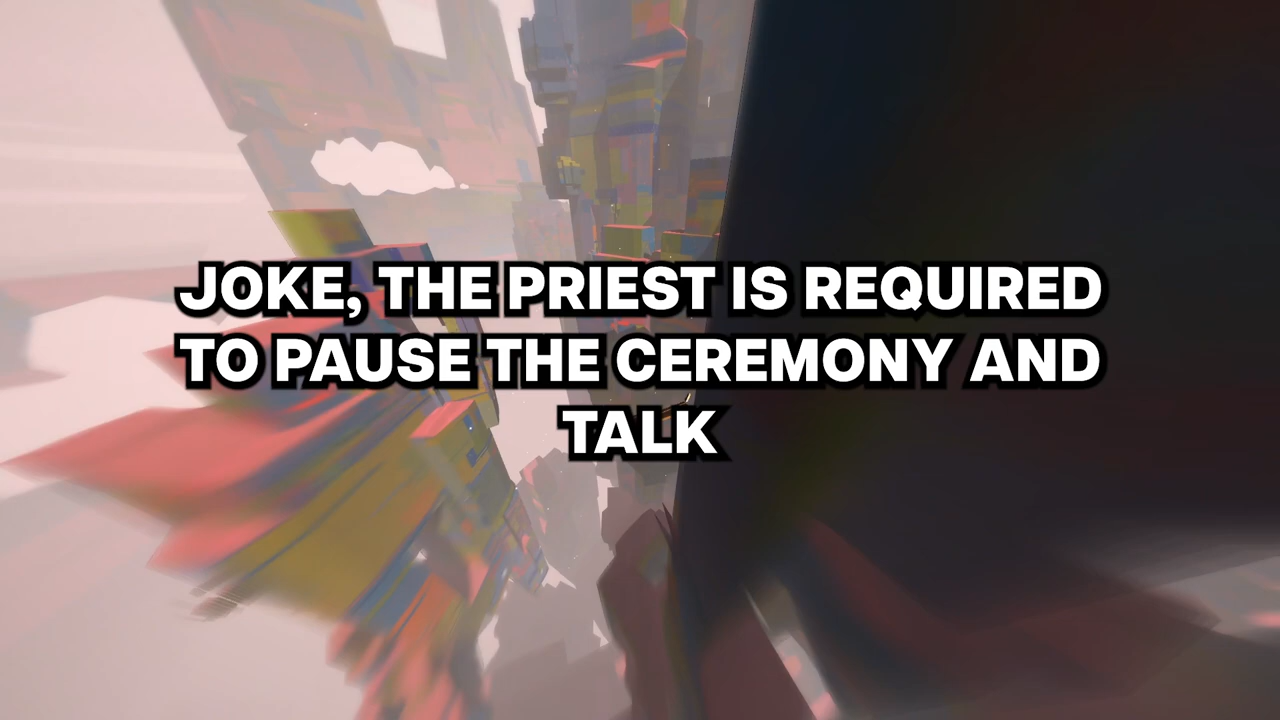 JOKE, THE PRIEST IS REQUIRED
TO PAUSE THE CEREMONY AND
TALK